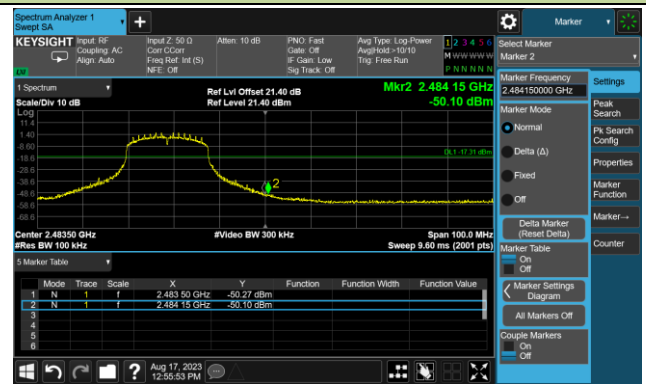 Spectrum Analyzer 1
Swept SA
Marker
KEYSIGHT Input: RF Input Z: 50 Ω Atten: 10 dB PNO: Fast Avg Type: Log-Power 1 2 3 4 5 6
Coupling: AC Corr CCorr Gate: Off Avg|Hold:>10/10 M W W W W W
Align: Auto Freq Ref: Int (S) IF Gain: Low Trig: Free Run P N N N N N
NFE: Off Sig Track: Off
Select Marker
Marker 2
1 Spectrum
Scale/Div 10 dB
Log
Ref Lvl Offset 21.40 dB
Ref Level 21.40 dBm
Mkr2 2.484 15 GHz
-50.10 dBm
11.4
1.40
-8.60
-18.6
-28.6
-38.6
-48.6
-58.6
-68.6
DL1 -17.31 dBm
2
Center 2.48350 GHz #Video BW 300 kHz Span 100.0 MHz
#Res BW 100 kHz Sweep 9.60 ms (2001 pts)
5 Marker Table
Mode Trace Scale X Y Function Function Width Function Value
1 N 1 f 2.483 50 GHz -50.27 dBm
2 N 1 f 2.484 15 GHz -50.10 dBm
3
4
5
6
Marker Frequency
2.484150000 GHz
Marker Mode
Normal
Delta (Δ)
Fixed
Off
Delta Marker
(Reset Delta)
Marker Table
On
Off
Marker Settings
Diagram
All Markers Off
Couple Markers
On
Off
Settings
Peak
Search
Pk Search
Config
Properties
Marker
Function
Marker→
Counter
?
Aug 17, 2023
12:55:53 PM